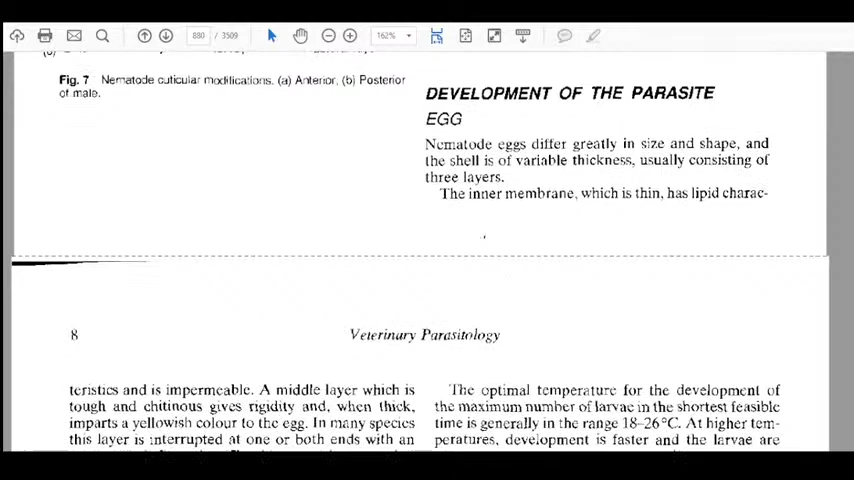 880 / 3509
162%
Fig. 7 Nematode cuticular modifications. (a) Anterior, (b) Posterior
of male.
DEVELOPMENT OF THE PARASITE
EGG
Nematode eggs differ greatly in size and shape, and
the shell is of variable thickness, usually consisting of
three layers.
The inner membrane, which is thin, has lipid charac-
8
Veterinary Parasitology
teristics and is impermeable. A middle layer which is
tough and chitinous gives rigidity and, when thick,
imparts a yellowish colour to the egg. In many species
this layer is interrupted at one or both ends with an
The optimal temperature for the development of
the maximum number of larvae in the shortest feasible
time is generally in the range 18–26°C. At higher tem-
peratures, development is faster and the larvae are